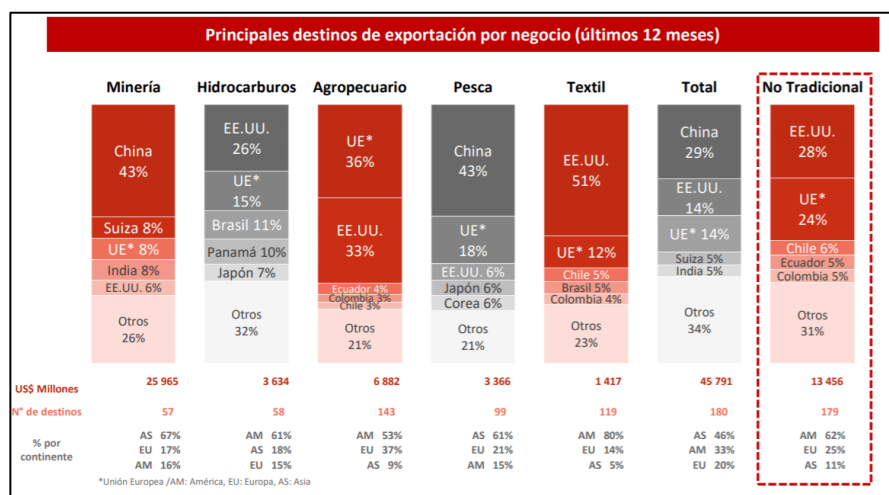 Principales destinos de exportación por negocio (últimos 12 meses)
Minería Hidrocarburos Agropecuario Pesca Textil Total No Tradicional
China
43%
Suiza 8%
UE* 8%
India 8%
EE.UU. 6%
Otros
26%
EE.UU.
26%
UE*
15%
Brasil 11%
Panamá 10%
Japón 7%
Otros
32%
UE*
36%
EE.UU.
33%
Ecuador 4%
Colombia 3%
Chile 3%
Otros
21%
China
43%
UE*
18%
EE.UU. 6%
Japón 6%
Corea 6%
Otros
21%
EE.UU.
51%
UE* 12%
Chile 5%
Brasil 5%
Colombia 4%
Otros
23%
China
29%
EE.UU.
14%
UE* 14%
Suiza 5%
India 5%
Otros
34%
EE.UU.
28%
UE*
24%
Chile 6%
Ecuador 5%
Colombia 5%
Otros
31%
US$ Millones 25 965 3 634 6 882 3 366 1 417 45 791 13 456
N° de destinos 57 58 143 99 119 180 179
% por
continente
AS 67% AM 61% AM 53% AS 61% AM 80% AS 46% AM 62%
EU 17% AS 18% EU 37% EU 21% EU 14% AM 33% EU 25%
AM 16% EU 15% AS 9% AM 15% AS 5% EU 20% AS 11%
*Unión Europea /AM: América, EU: Europa, AS: Asia